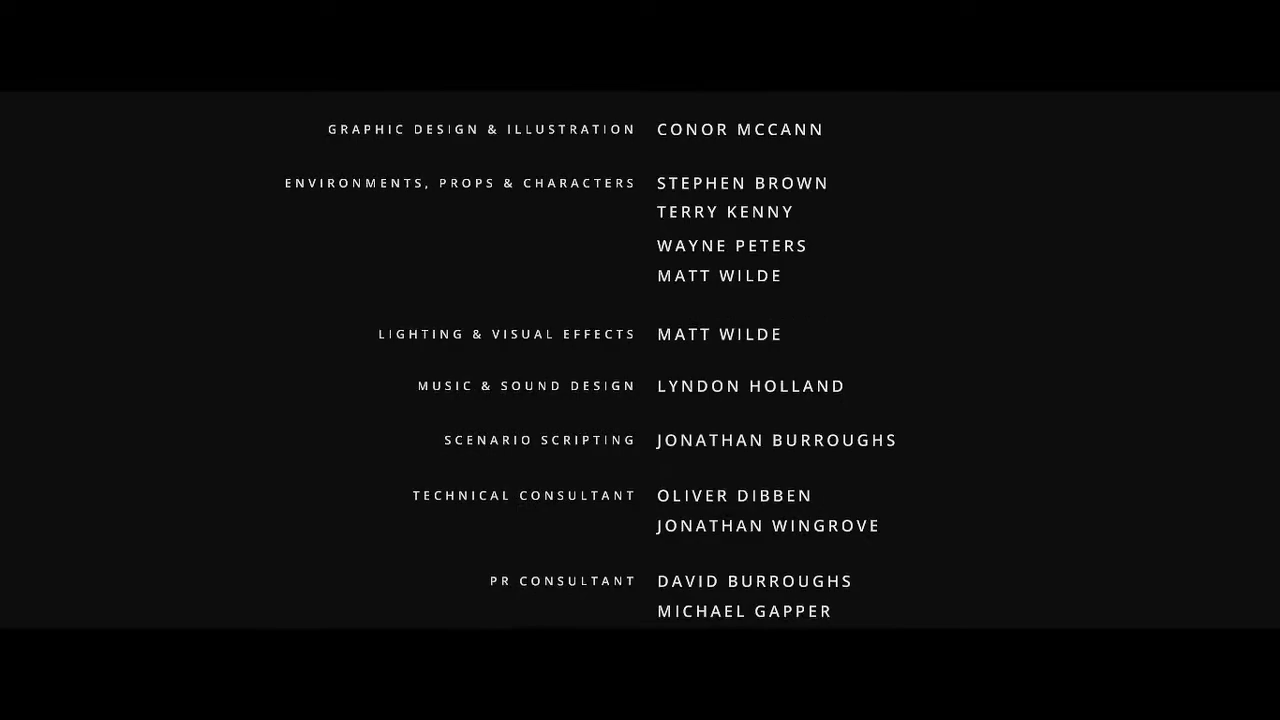 GRAPHIC DESIGN & ILLUSTRATION CONOR MCCANN
ENVIRONMENTS, PROPS & CHARACTERS STEPHEN BROWN
TERRY KENNY
WAYNE PETERS
MATT WILDE
LIGHTING & VISUAL EFFECTS MATT WILDE
MUSIC & SOUND DESIGN LYNDON HOLLAND
SCENARIO SCRIPTING JONATHAN BURROUGHS
TECHNICAL CONSULTANT OLIVER DIBBEN
JONATHAN WINGROVE
PR CONSULTANT DAVID BURROUGHS
MICHAEL GAPPER